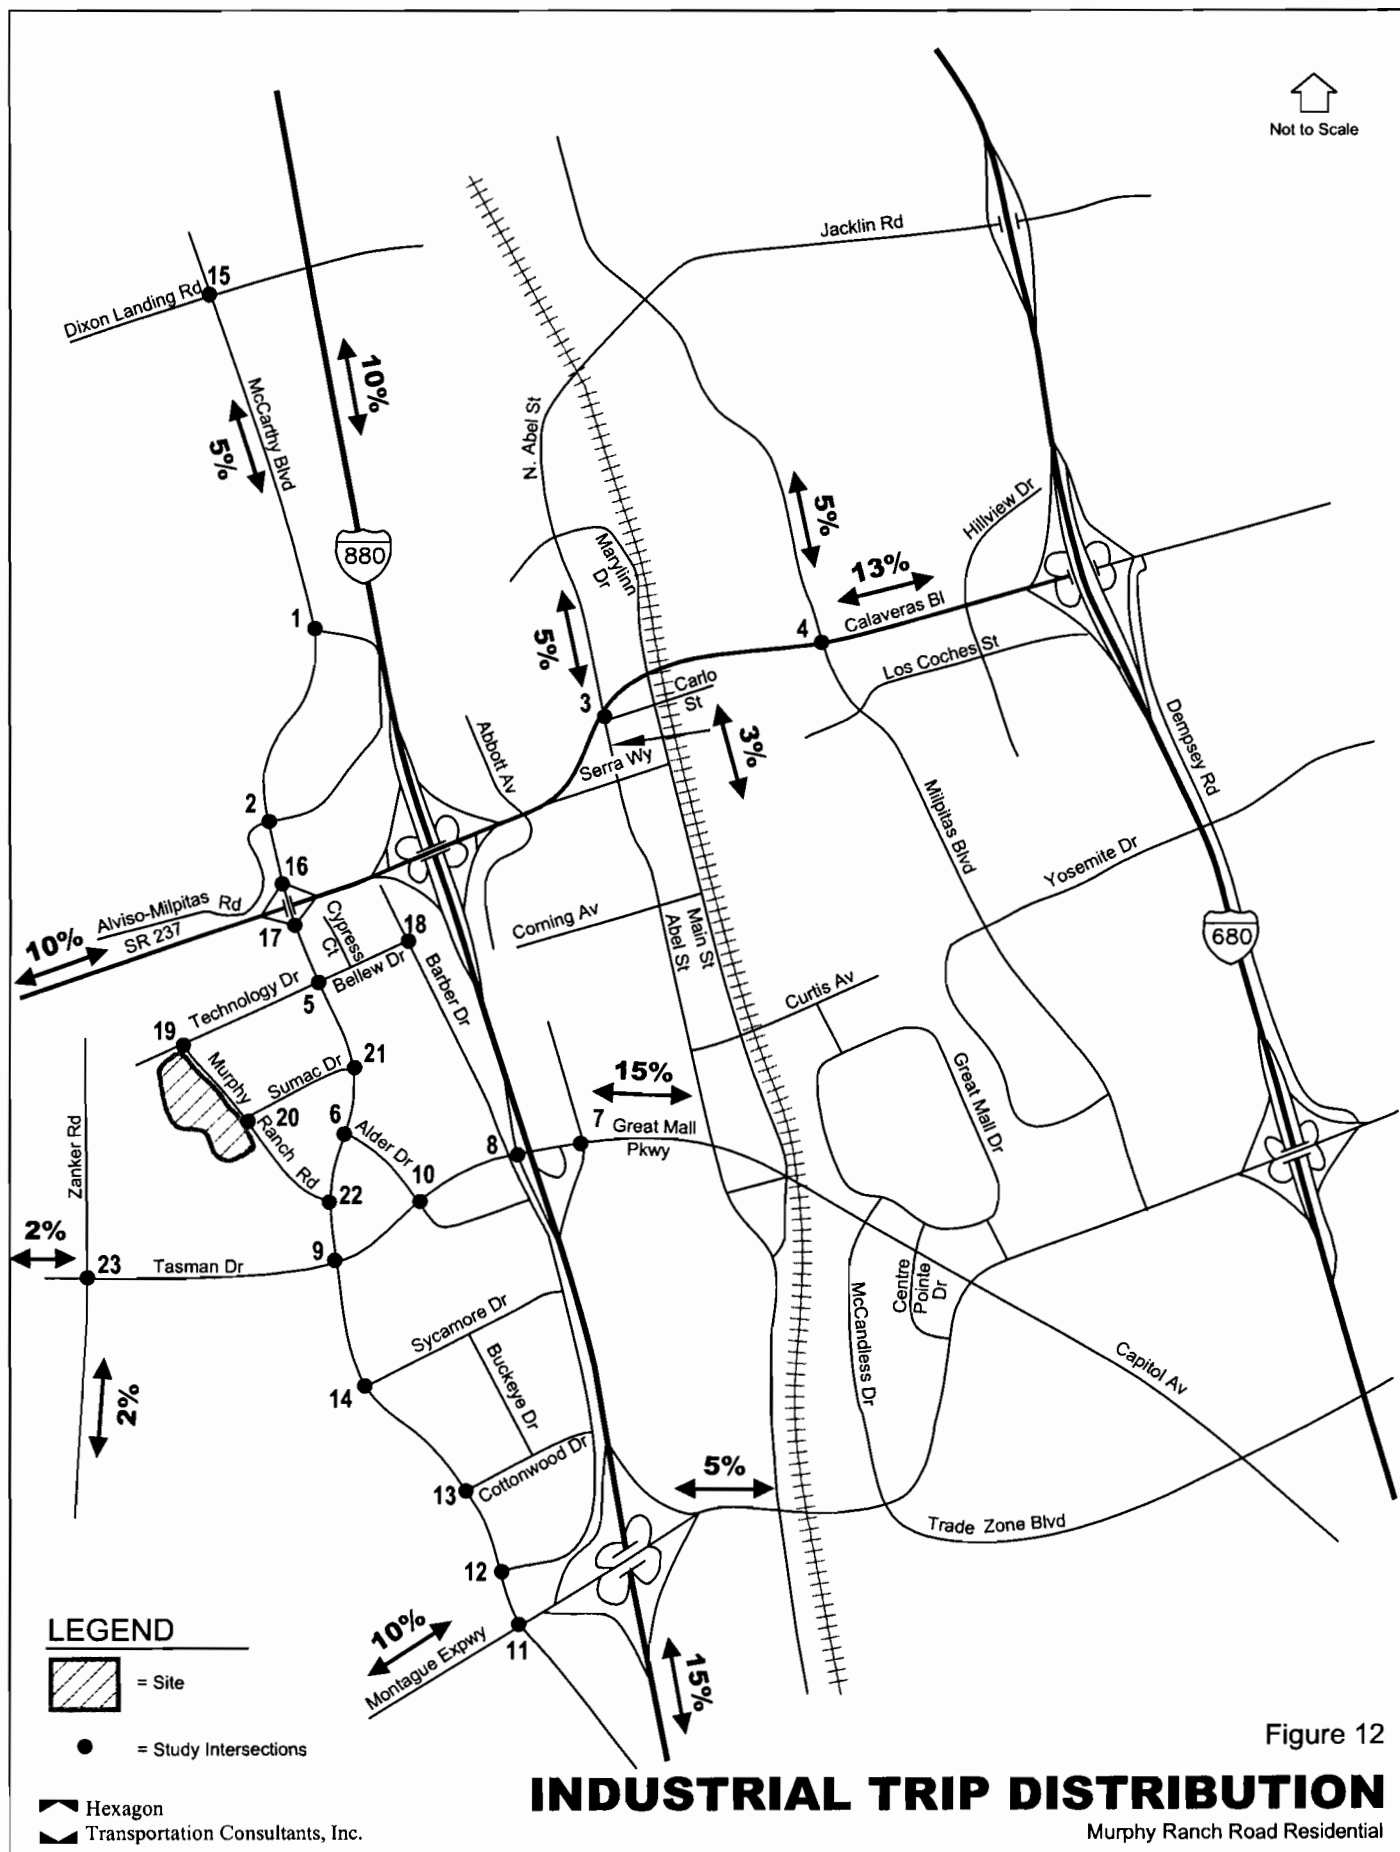 Not to Scale
Jacklin Rd
15
Dixon Landing Rd
10%
McCarthy Blvd
5%
N. Abel St
880
Hillview Dr
5%
Marylinn
Dr
13%
Calaveras Bl
1
4
5%
Los Coches St
Carlo
St
3
Dempsey Rd
Abbott Av
3%
Serra Wy
Milpitas Blvd
2
Yosemite Dr
16
Alviso-Milpitas Rd
SR 237
10%
17
Cypress
Ct
18
Corning Av
Abel St
Main St
680
Bellew Dr
Barber Dr
Technology Dr
5
Curtis Av
19
Murphy
Ranch Rd
Sumac Dr
21
15%
Great Mall Dr
20
6
Alder Dr
7
Great Mall
Pkwy
8
Zanker Rd
10
22
2%
9
23
Tasman Dr
Centre
Pointe
Dr
McCandless Dr
Sycamore Dr
Buckeye Dr
Capitol Av
14
2%
5%
13
Cottonwood Dr
Trade Zone Blvd
12
10%
Montague Expwy
11
15%
LEGEND
= Site
= Study Intersections
Figure 12
INDUSTRIAL TRIP DISTRIBUTION
Murphy Ranch Road Residential
Hexagon
Transportation Consultants, Inc.